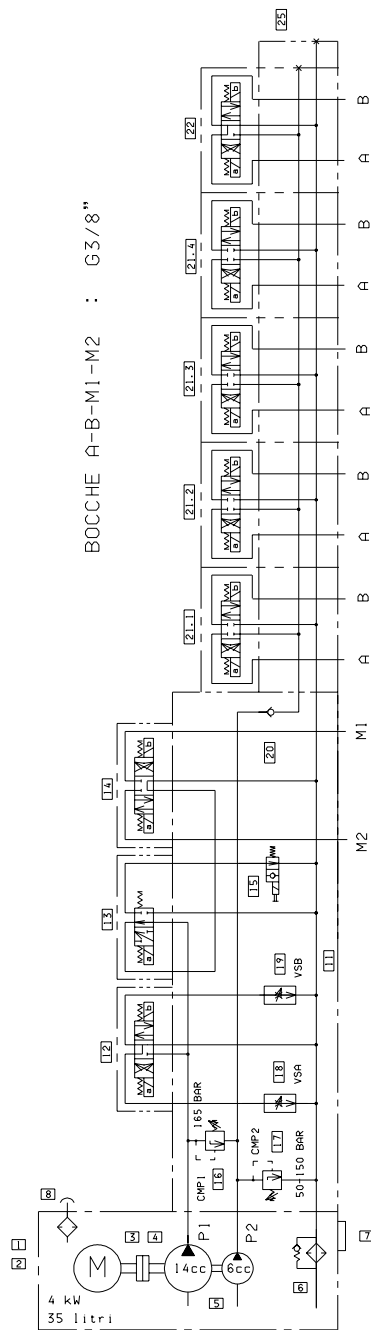 BOCCHE A-B-M1-M2 : G3/8"
25
22
21.4
21.3
21.2
21.1
a
b
a
b
a
b
a
b
a
b
B
A
B
A
B
A
B
A
B
A
20
14
a
b
M1
M2
13
a
15
12
a
b
11
19
VSB
18
VSA
165 BAR
CMP1
16
CMP2
17
50-150 BAR
8
1
2
3
4
M
14cc
P1
6cc
P2
5
6
7
4 kW
35 litri